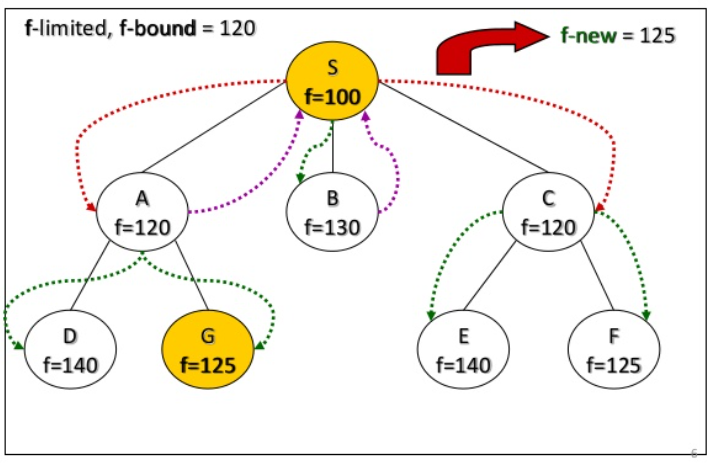 f-limited, f-bound = 120
f-new = 125
S
f=100
A
f=120
B
f=130
C
f=120
D
f=140
G
f=125
E
f=140
F
f=125
6